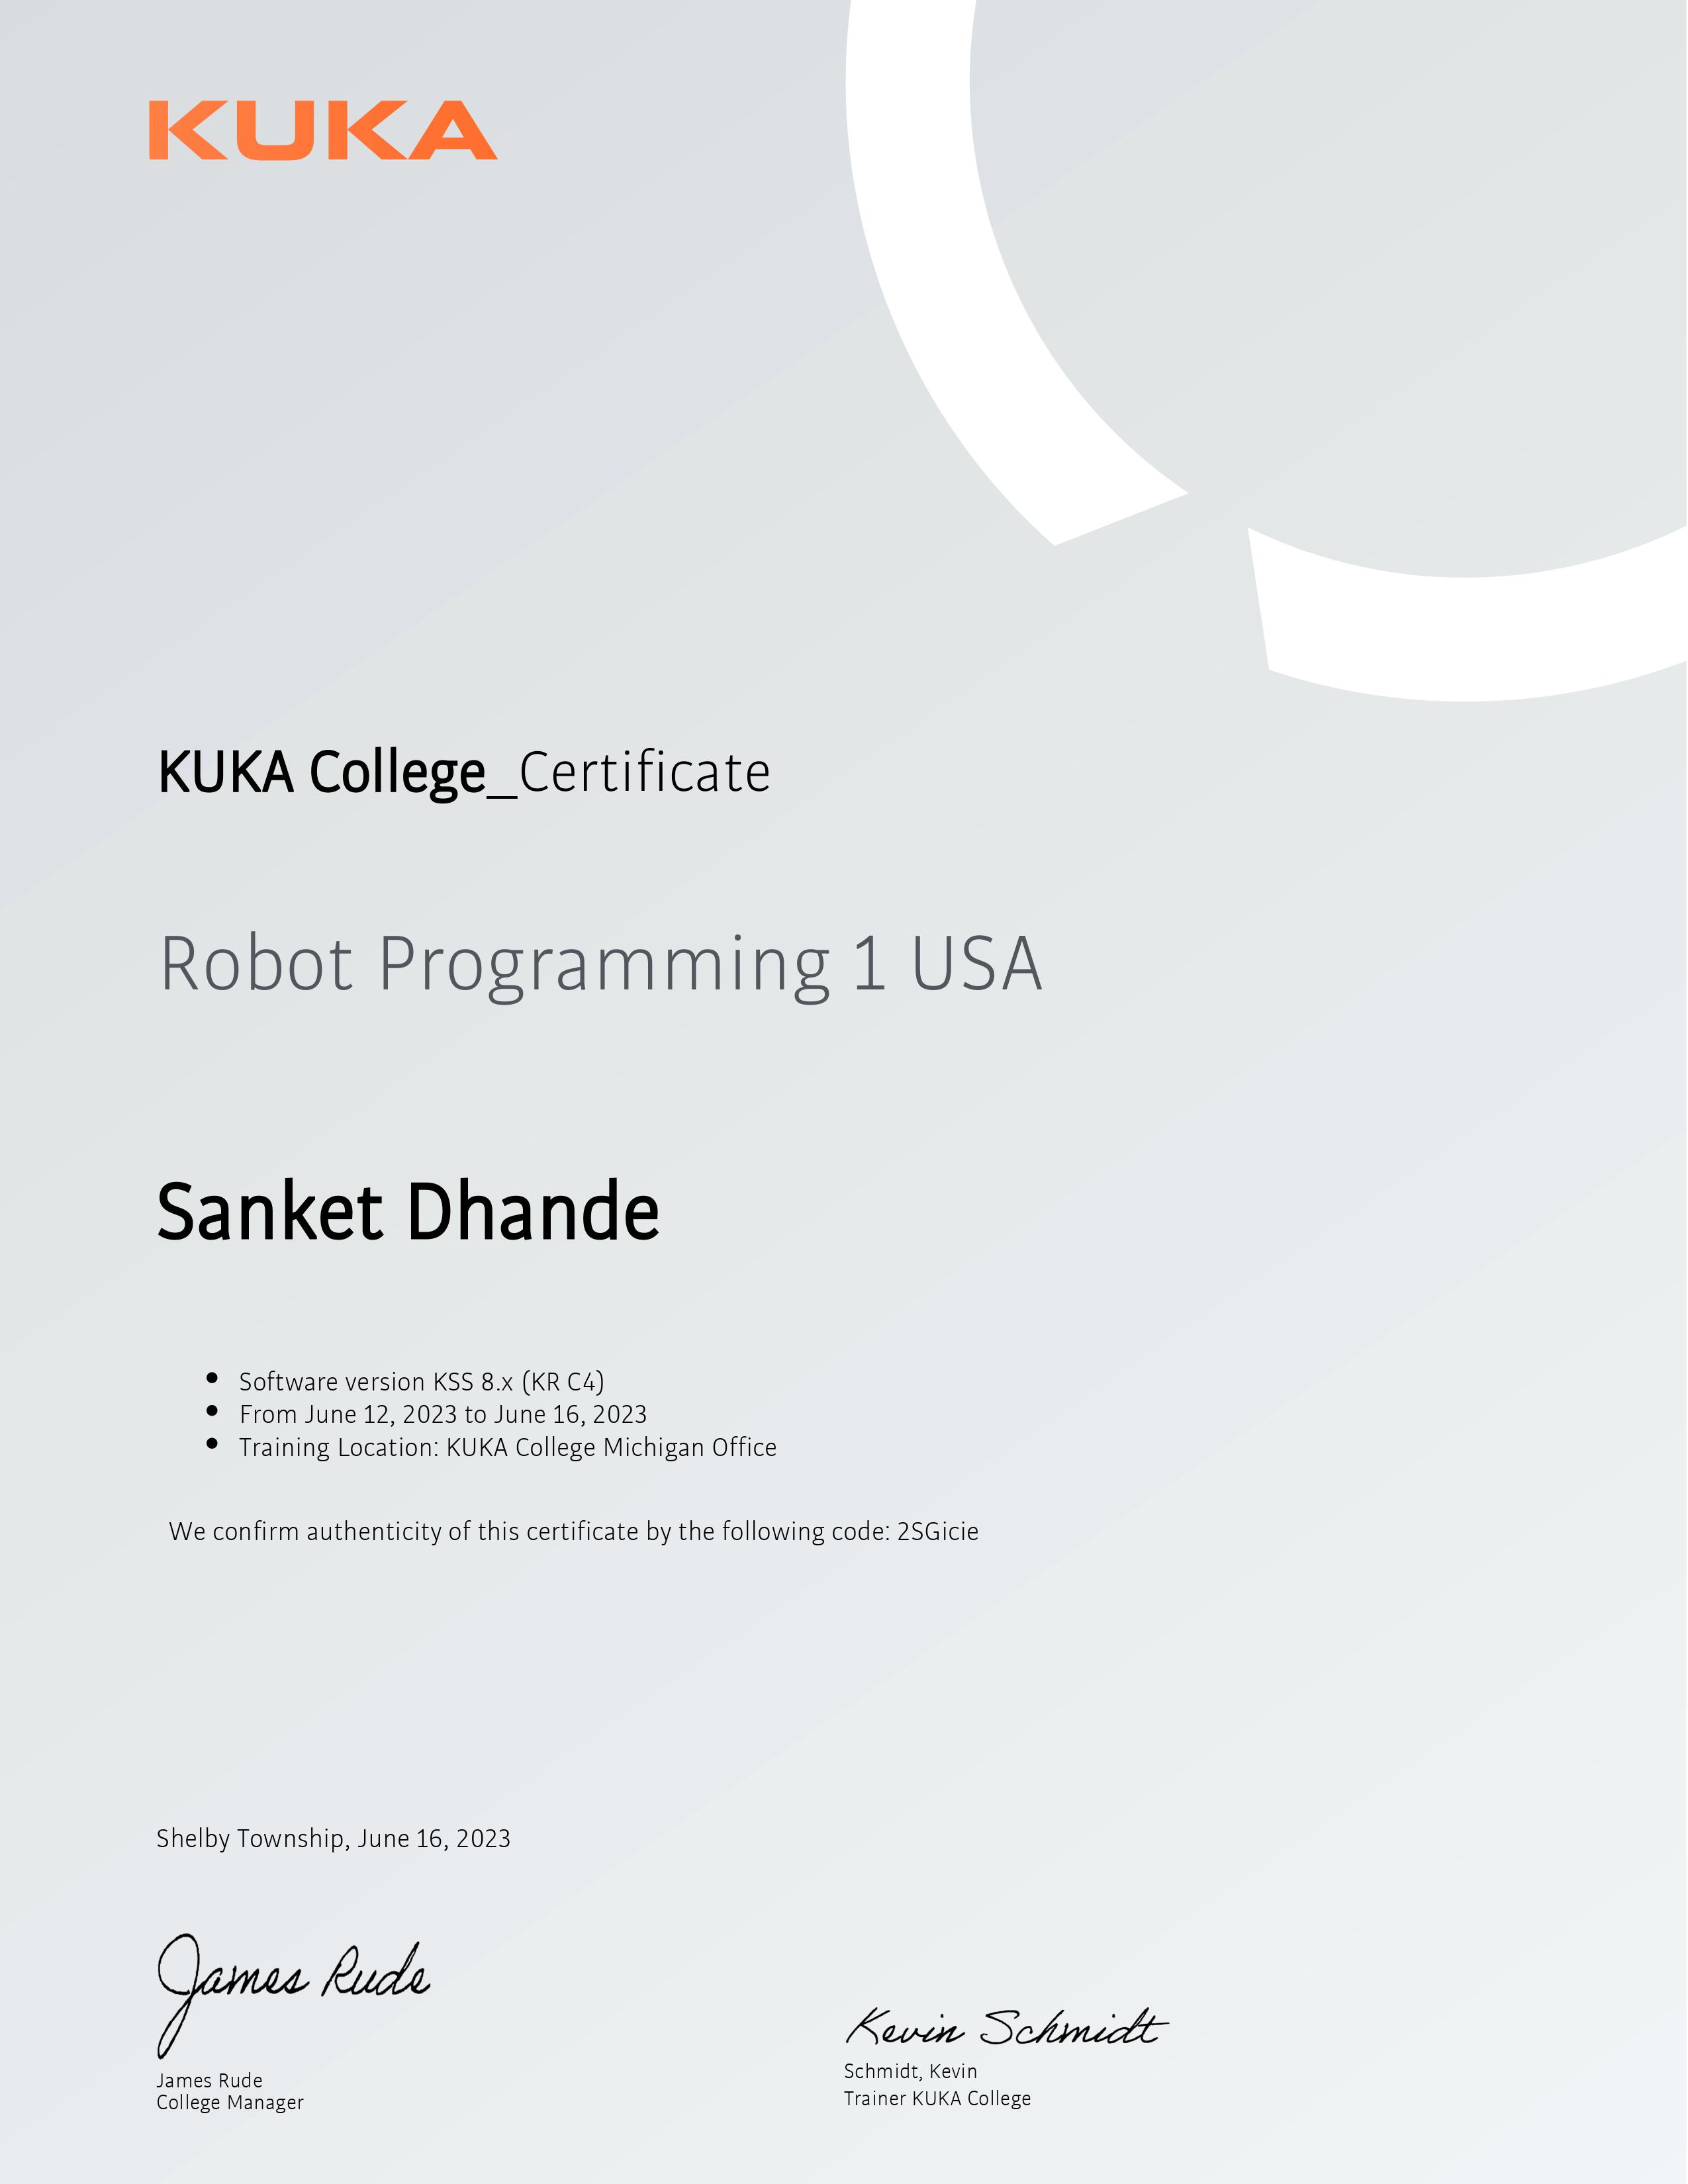 KUKA
KUKA College_Certificate
Robot Programming 1 USA
Sanket Dhande
• Software version KSS 8.x (KR C4)
• From June 12, 2023 to June 16, 2023
• Training Location: KUKA College Michigan Office
We confirm authenticity of this certificate by the following code: 2SGicie
Shelby Township, June 16, 2023
James Rude
Kevin Schmidt
James Rude
College Manager
Schmidt, Kevin
Trainer KUKA College